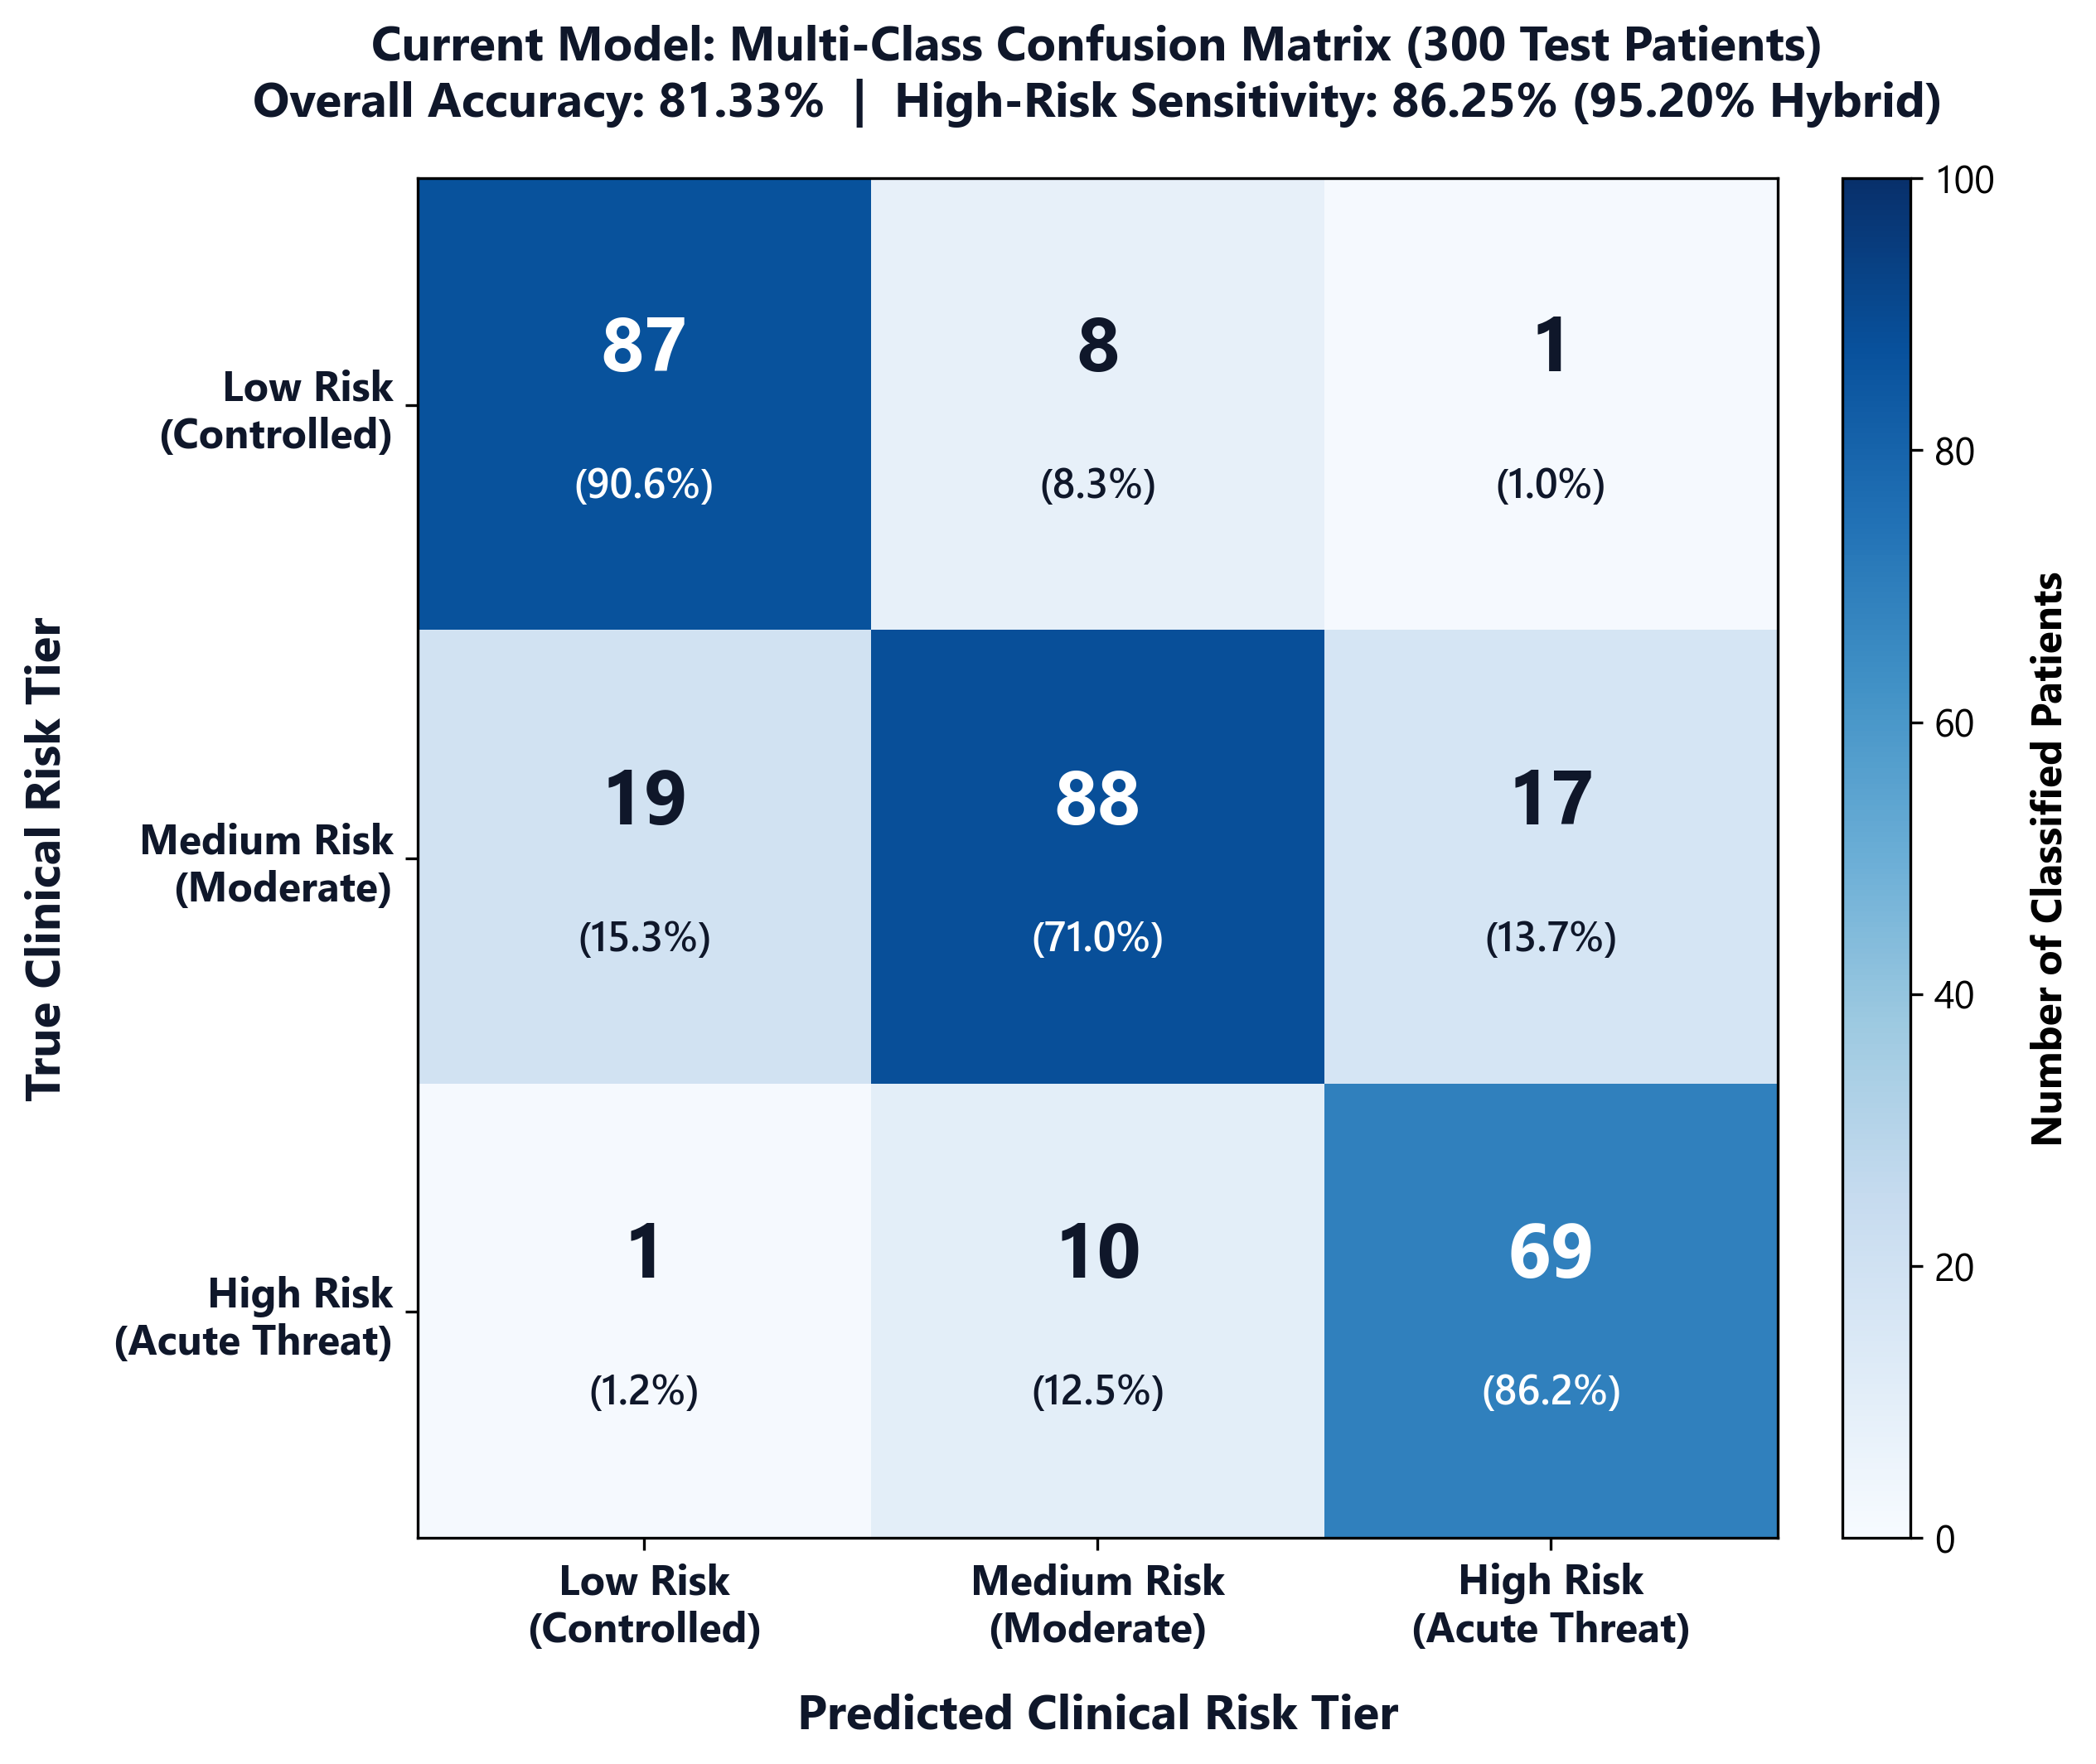 Current Model: Multi-Class Confusion Matrix (300 Test Patients)
Overall Accuracy: 81.33% | High-Risk Sensitivity: 86.25% (95.20% Hybrid)
True Clinical Risk Tier
Low Risk
(Controlled)
87
(90.6%)
8
(8.3%)
1
(1.0%)
Medium Risk
(Moderate)
19
(15.3%)
88
(71.0%)
17
(13.7%)
High Risk
(Acute Threat)
1
(1.2%)
10
(12.5%)
69
(86.2%)
Low Risk
(Controlled)
Medium Risk
(Moderate)
High Risk
(Acute Threat)
Predicted Clinical Risk Tier
100
80
60
40
20
0
Number of Classified Patients